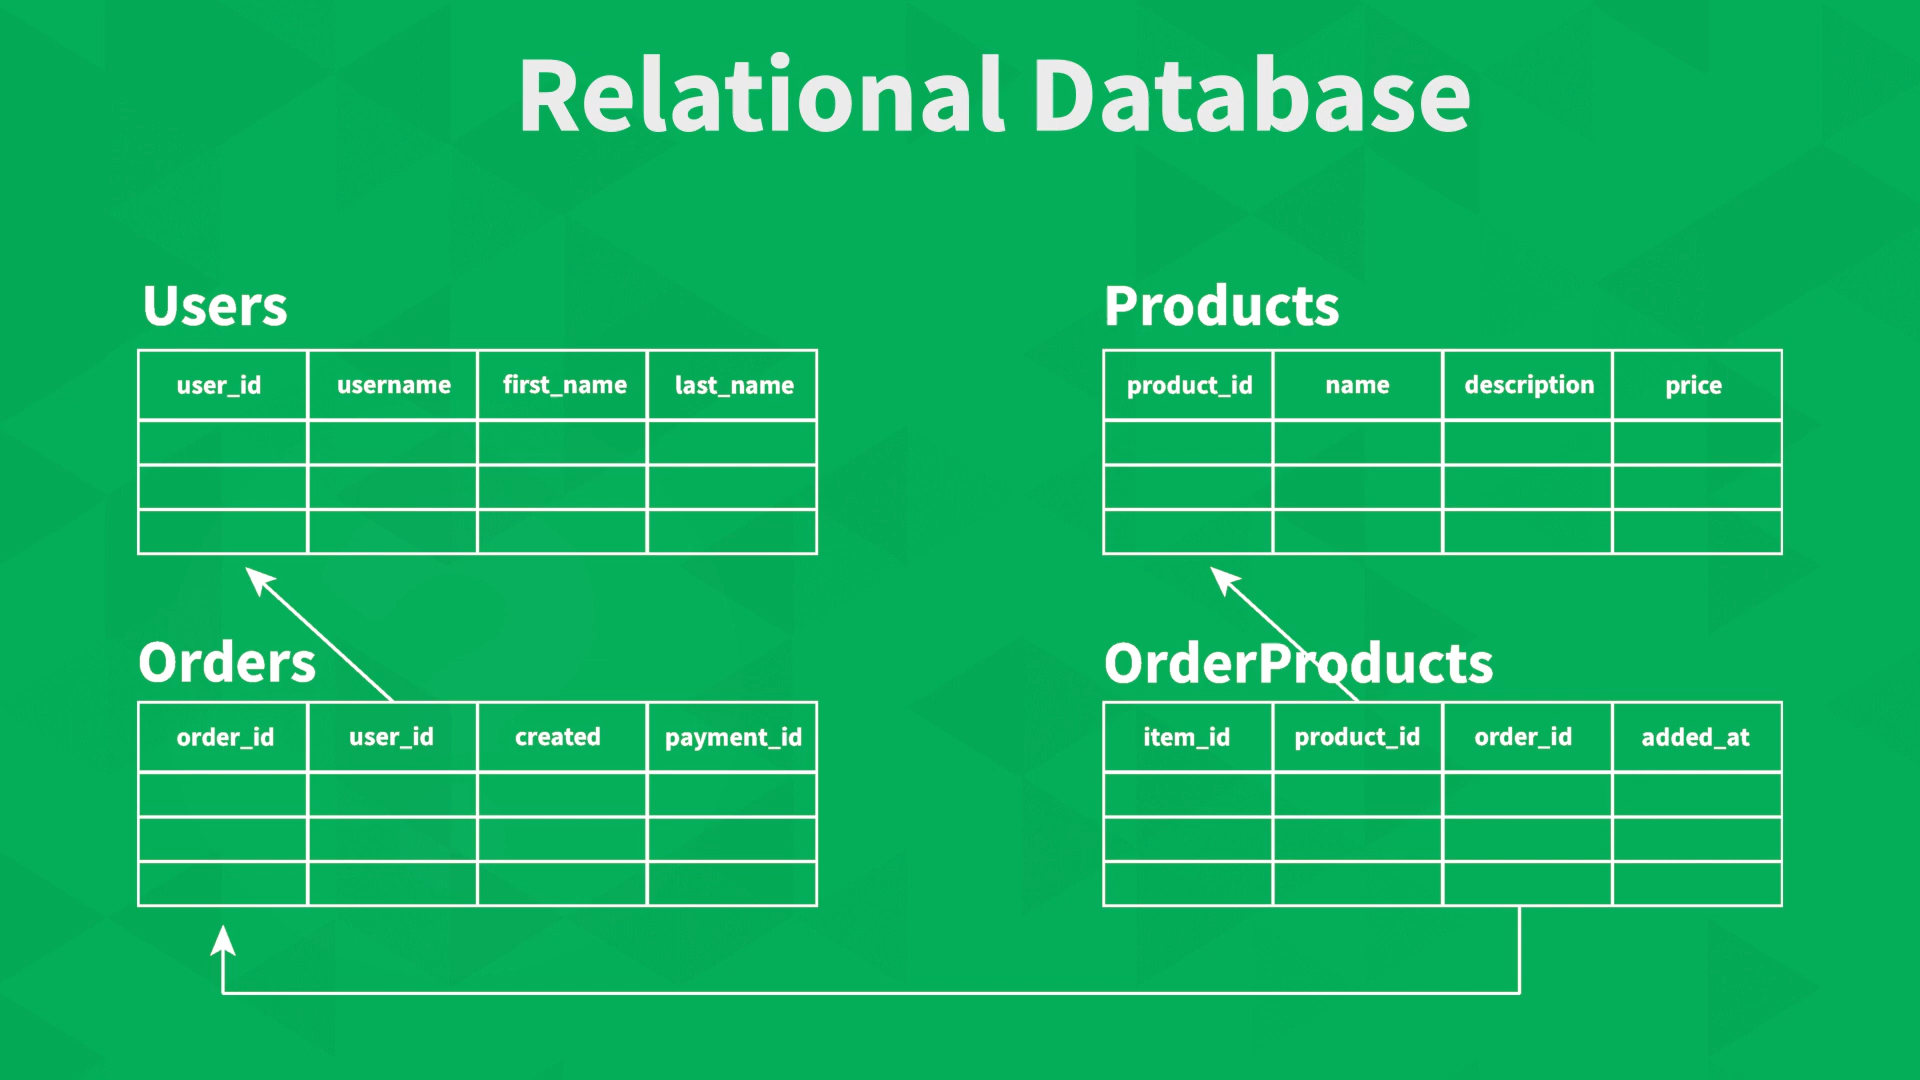 Relational Database
Users
user_id username first_name last_name
Products
product_id name description price
Orders
order_id user_id created payment_id
OrderProducts
item_id product_id order_id added_at